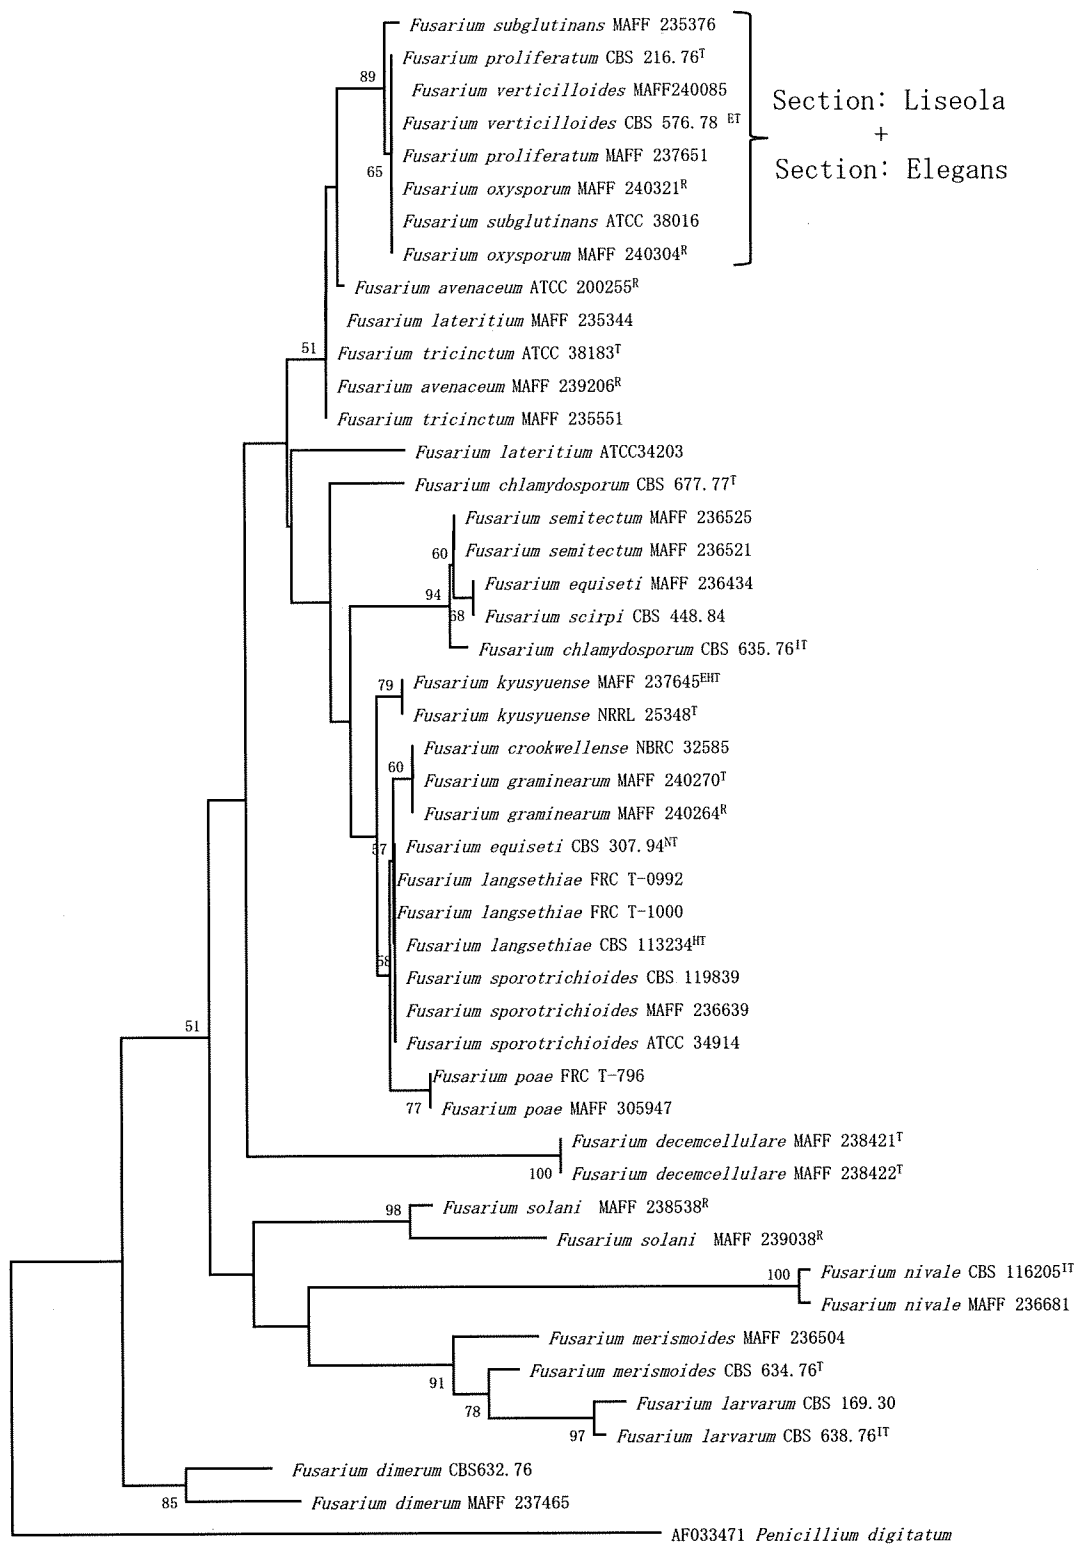 Fusarium subglutinans MAFF 235376
Fusarium proliferatum CBS 216.76ᵀ
89
Fusarium verticilloides MAFF240085
Section: Liseola
Fusarium verticilloides CBS 576.78 ᴱᵀ
+
Fusarium proliferatum MAFF 237651
Section: Elegans
65
Fusarium oxysporum MAFF 240321ᴿ
Fusarium subglutinans ATCC 38016
Fusarium oxysporum MAFF 240304ᴿ
Fusarium avenaceum ATCC 200255ᴿ
Fusarium lateritium MAFF 235344
51
Fusarium tricinctum ATCC 38183ᵀ
Fusarium avenaceum MAFF 239206ᴿ
Fusarium tricinctum MAFF 235551
Fusarium lateritium ATCC34203
Fusarium chlamydosporum CBS 677.77ᵀ
Fusarium semitectum MAFF 236525
60
Fusarium semitectum MAFF 236521
Fusarium equiseti MAFF 236434
94
68
Fusarium scirpi CBS 448.84
Fusarium chlamydosporum CBS 635.76ᴵᵀ
79
Fusarium kyusyuense MAFF 237645ᴱᴴᵀ
Fusarium kyusyuense NRRL 25348ᵀ
Fusarium crookwellense NBRC 32585
60
Fusarium graminearum MAFF 240270ᵀ
Fusarium graminearum MAFF 240264ᴿ
57
Fusarium equiseti CBS 307.94ᴺᵀ
Fusarium langsethiae FRC T-0992
Fusarium langsethiae FRC T-1000
Fusarium langsethiae CBS 113234ᴴᵀ
58
Fusarium sporotrichioides CBS 119839
Fusarium sporotrichioides MAFF 236639
51
Fusarium sporotrichioides ATCC 34914
Fusarium poae FRC T-796
77
Fusarium poae MAFF 305947
Fusarium decemcellulare MAFF 238421ᵀ
100
Fusarium decemcellulare MAFF 238422ᵀ
98
Fusarium solani MAFF 238538ᴿ
Fusarium solani MAFF 239038ᴿ
100
Fusarium nivale CBS 116205ᴵᵀ
Fusarium nivale MAFF 236681
Fusarium merismoides MAFF 236504
91
Fusarium merismoides CBS 634.76ᵀ
78
Fusarium larvarum CBS 169.30
97
Fusarium larvarum CBS 638.76ᴵᵀ
Fusarium dimerum CBS632.76
85
Fusarium dimerum MAFF 237465
AF033471 Penicillium digitatum